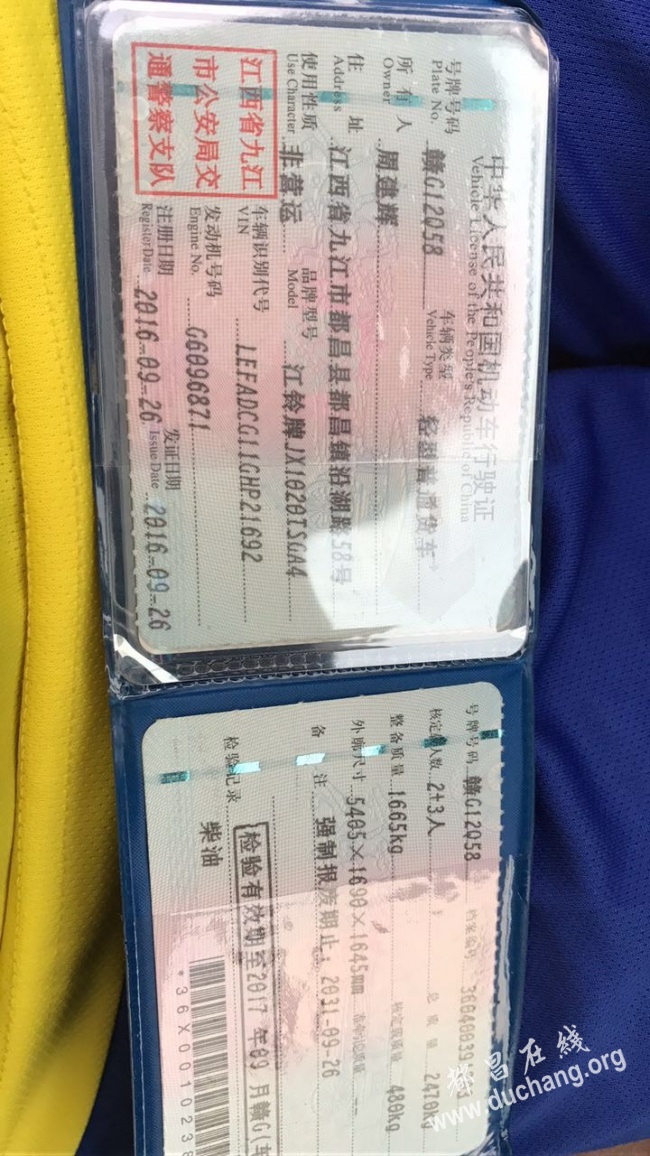 中华人民共和国机动车行驶证
Vehicle License of the People's Republic of China
号牌号码 赣G12Q58 车辆类型 轻型普通货车
Plate No. Vehicle Type
所有人 周建辉
Owner
住址 江西省九江市都昌县都昌镇沿湖路58号
Address
使用性质 非营运 品牌型号 江铃牌JX1020TSGA4
Use Character Model
江西省九江
市公安局交
通警察支队
车辆识别代号 LEFADCG11GHP21692
VIN
发动机号码 G6096871
Engine No.
注册日期 2016-09-26 发证日期 2016-09-26
Register Date Issue Date
号牌号码 赣G12Q58 档案编号
核定载人数 2+3人 总质量 2470kg
整备质量 1665kg 核定载质量 480kg
外廓尺寸 5405×1690×1645mm 准牵引总质量 --
备注 强制报废期止：2031-09-26
检验记录 检验有效期至2017年09月赣G(车
柴油
*36X0010238
都昌在线
www.duchang.org